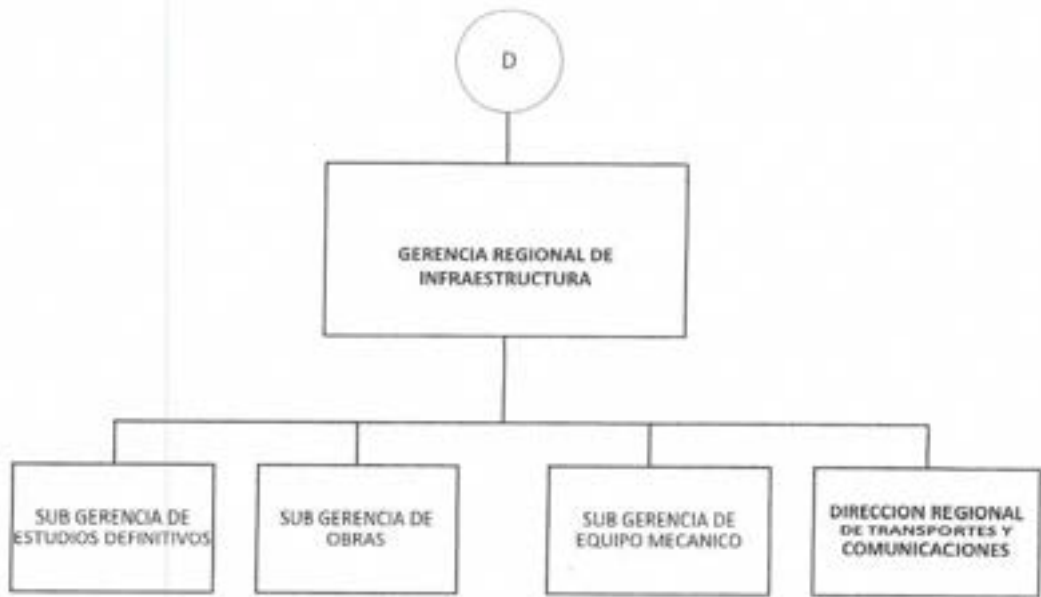 D
GERENCIA REGIONAL DE
INFRAESTRUCTURA
SUB GERENCIA DE
ESTUDIOS DEFINITIVOS
SUB GERENCIA DE
OBRAS
SUB GERENCIA DE
EQUIPO MECANICO
DIRECCION REGIONAL
DE TRANSPORTES Y
COMUNICACIONES